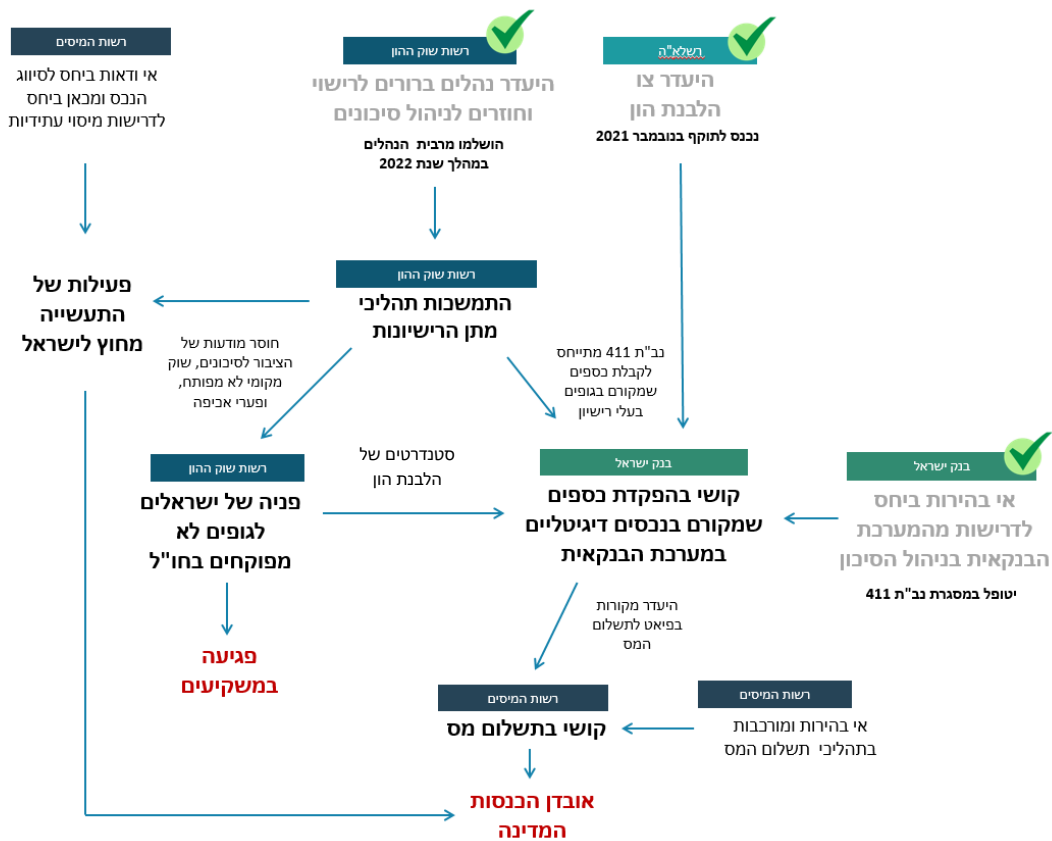 רשות המיסים
אי ודאות ביחס לסיווג
הנכס ומכאן ביחס
לדרישות מיסוי עתידיות
רשות שוק ההון
היעדר נהלים ברורים לרישוי
וחוזרים לניהול סיכונים
הושלמו מרבית הנהלים
במהלך שנת 2022
רשלא"ה
היעדר צו
הלבנת הון
נכנס לתוקף בנובמבר 2021
פעילות של
התעשייה
מחוץ לישראל
רשות שוק ההון
התמשכות תהליכי
מתן הרישיונות
חוסר מודעות של
הציבור לסיכונים, שוק
מקומי לא מפותח,
ופערי אכיפה
נב"ת 411 מתייחס
לקבלת כספים
שמקורם בגופים
בעלי רישיון
רשות שוק ההון
פניה של ישראלים
לגופים לא
מפוקחים בחו"ל
סטנדרטים של
הלבנת הון
בנק ישראל
קושי בהפקדת כספים
שמקורם בנכסים דיגיטליים
במערכת הבנקאית
בנק ישראל
אי בהירות ביחס
לדרישות מהמערכת
הבנקאית בניהול הסיכון
יטופל במסגרת נב"ת 411
פגיעה
במשקיעים
היעדר מקורות
בפיאט לתשלום
המס
רשות המיסים
קושי בתשלום מס
רשות המיסים
אי בהירות ומורכבות
בתהליכי תשלום המס
אובדן הכנסות
המדינה